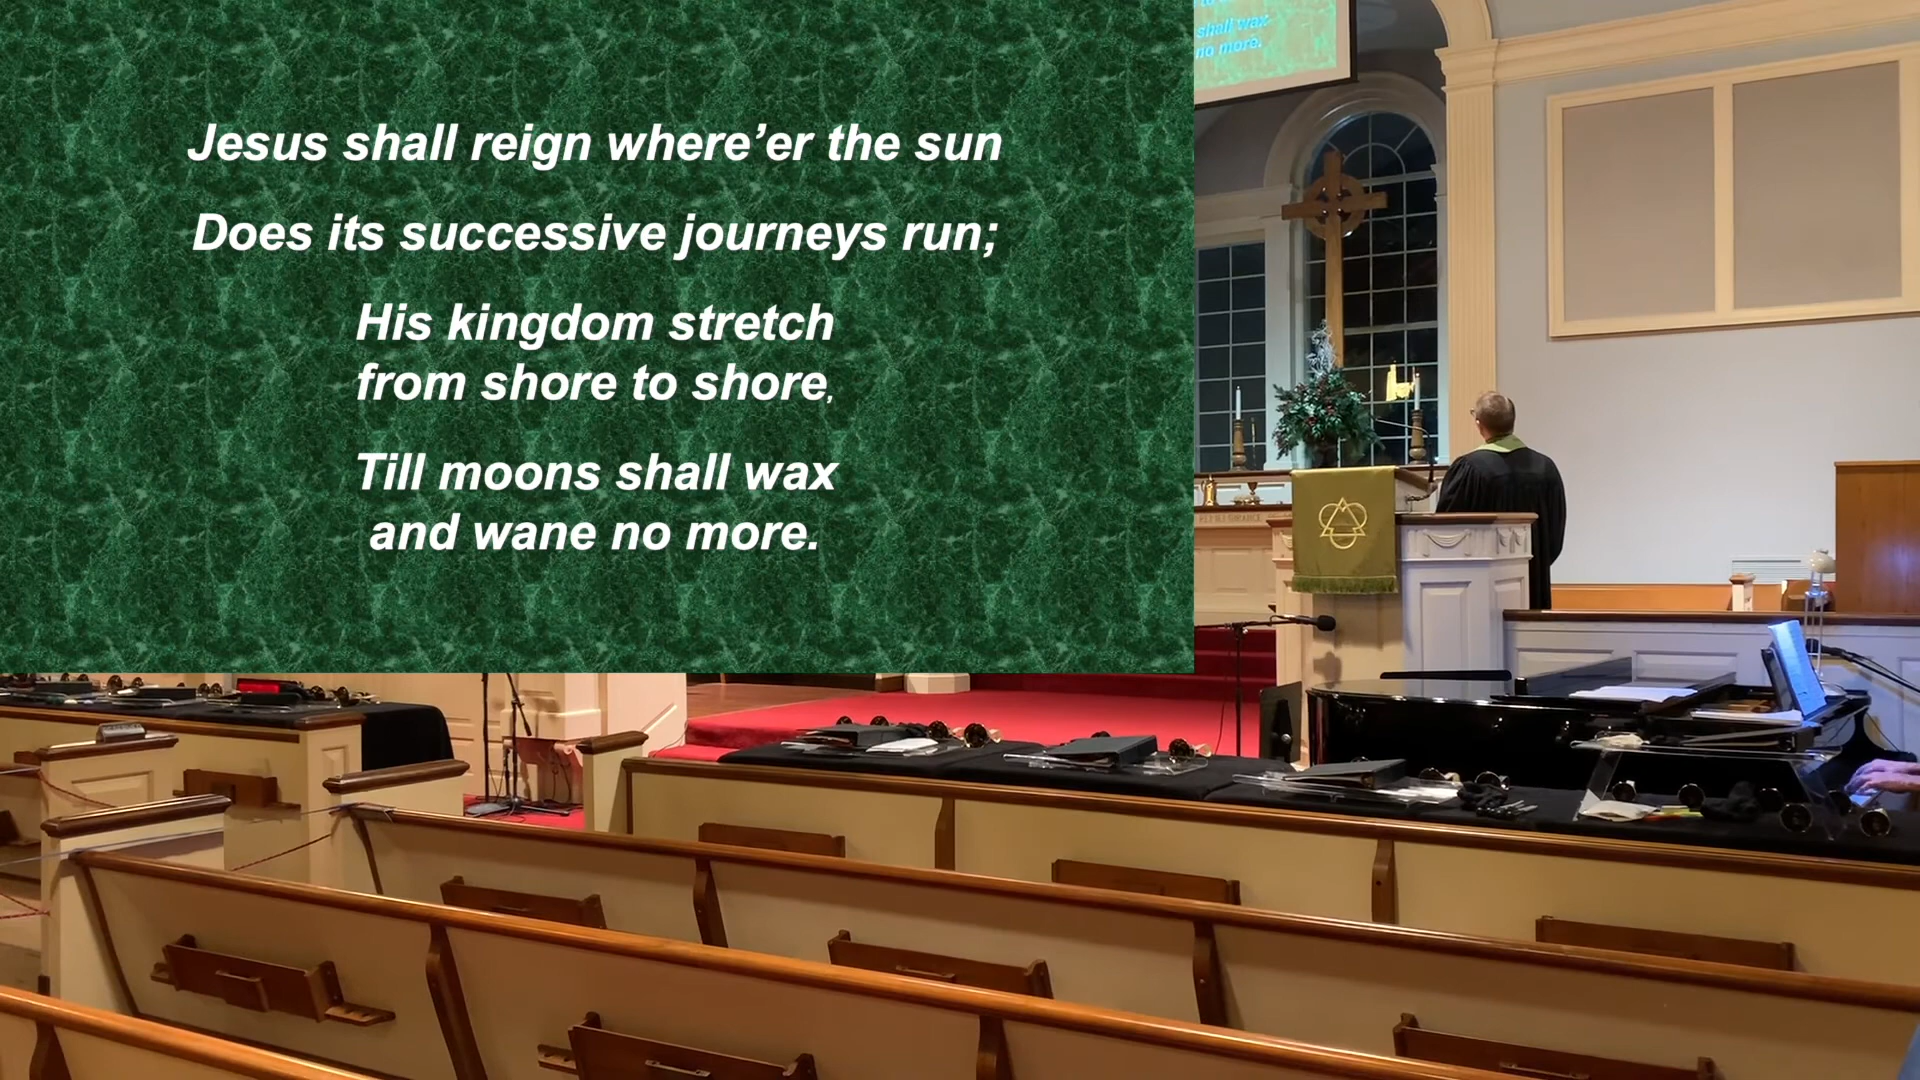 Jesus shall reign where’er the sun
Does its successive journeys run;
His kingdom stretch
from shore to shore,
Till moons shall wax
and wane no more.
shall wax
no more.